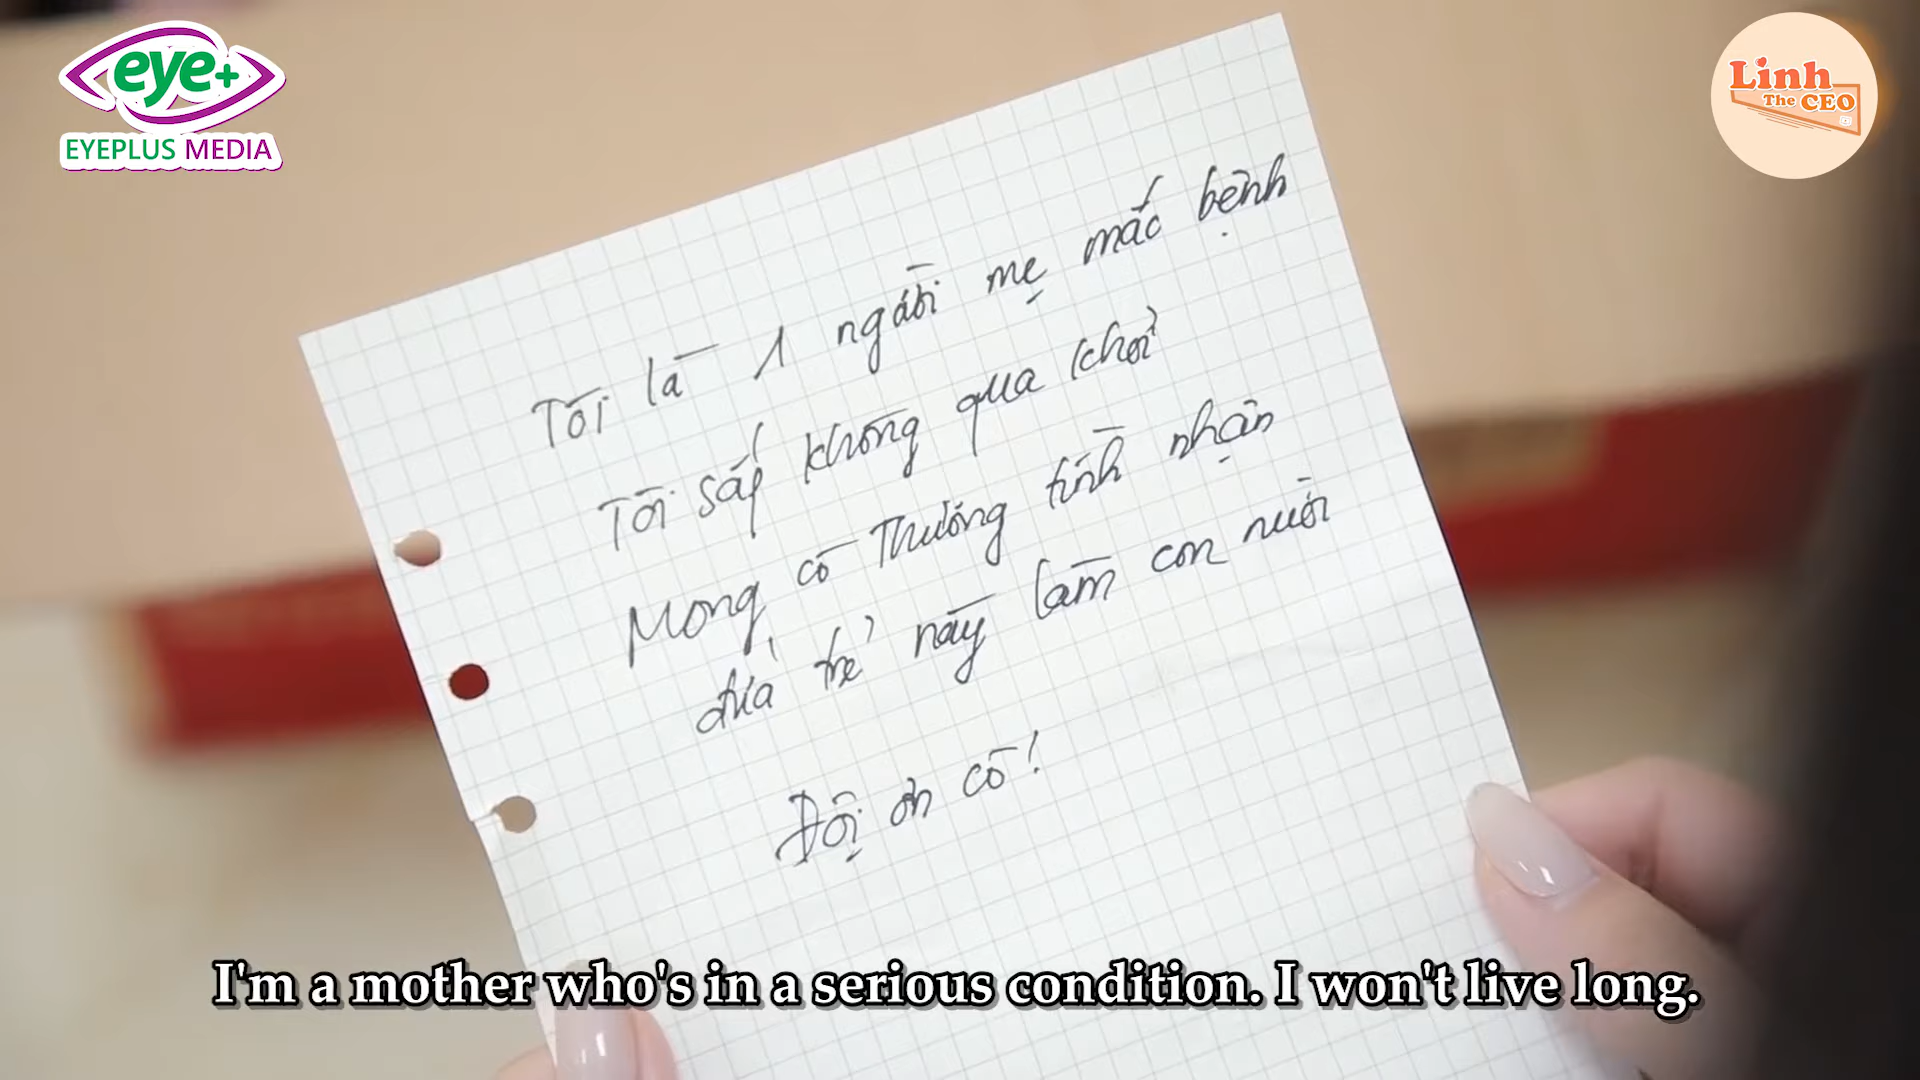 eye+
EYEPLUS MEDIA
Linh
The CEO
Tôi là 1 người mẹ mắc bệnh
Tôi sắp không qua khỏi
Mong cô thương tình nhận
đứa trẻ này làm con nuôi
Đội ơn cô!
I'm a mother who's in a serious condition. I won't live long.